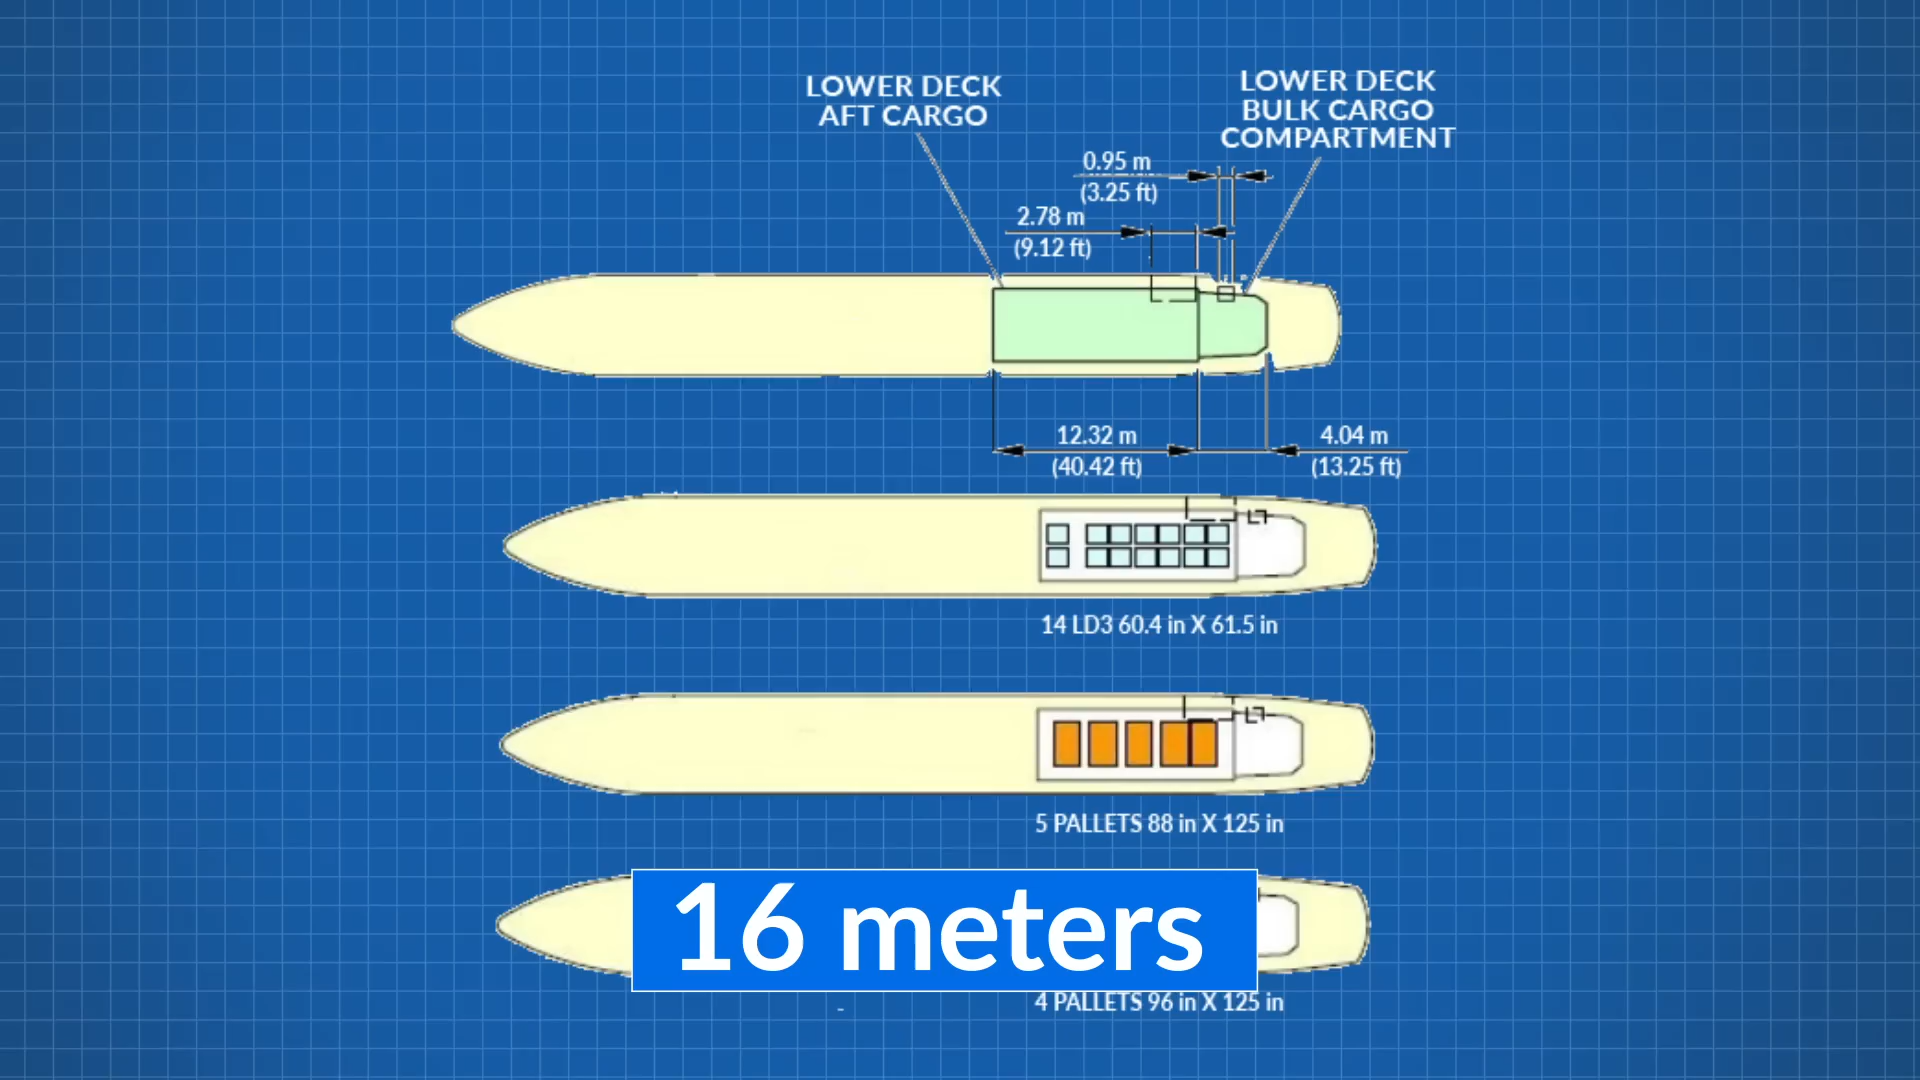 LOWER DECK
AFT CARGO
LOWER DECK
BULK CARGO
COMPARTMENT
0.95 m
(3.25 ft)
2.78 m
(9.12 ft)
12.32 m
(40.42 ft)
4.04 m
(13.25 ft)
14 LD3 60.4 in X 61.5 in
5 PALLETS 88 in X 125 in
16 meters
4 PALLETS 96 in X 125 in